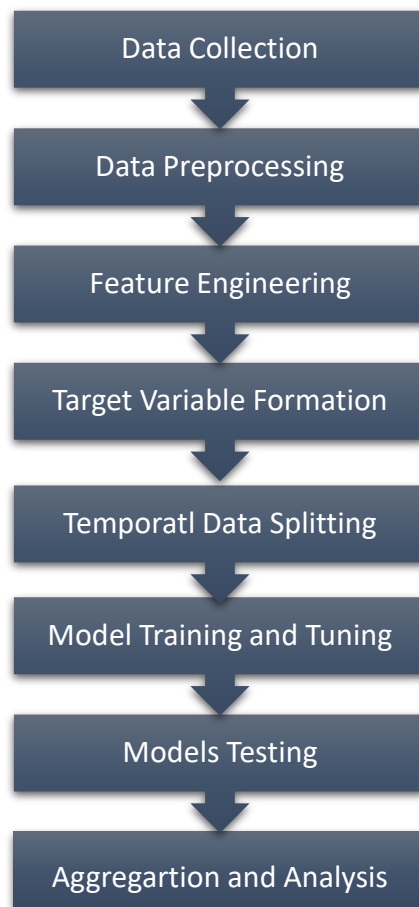 Data Collection
Data Preprocessing
Feature Engineering
Target Variable Formation
Temporatl Data Splitting
Model Training and Tuning
Models Testing
Aggregartion and Analysis